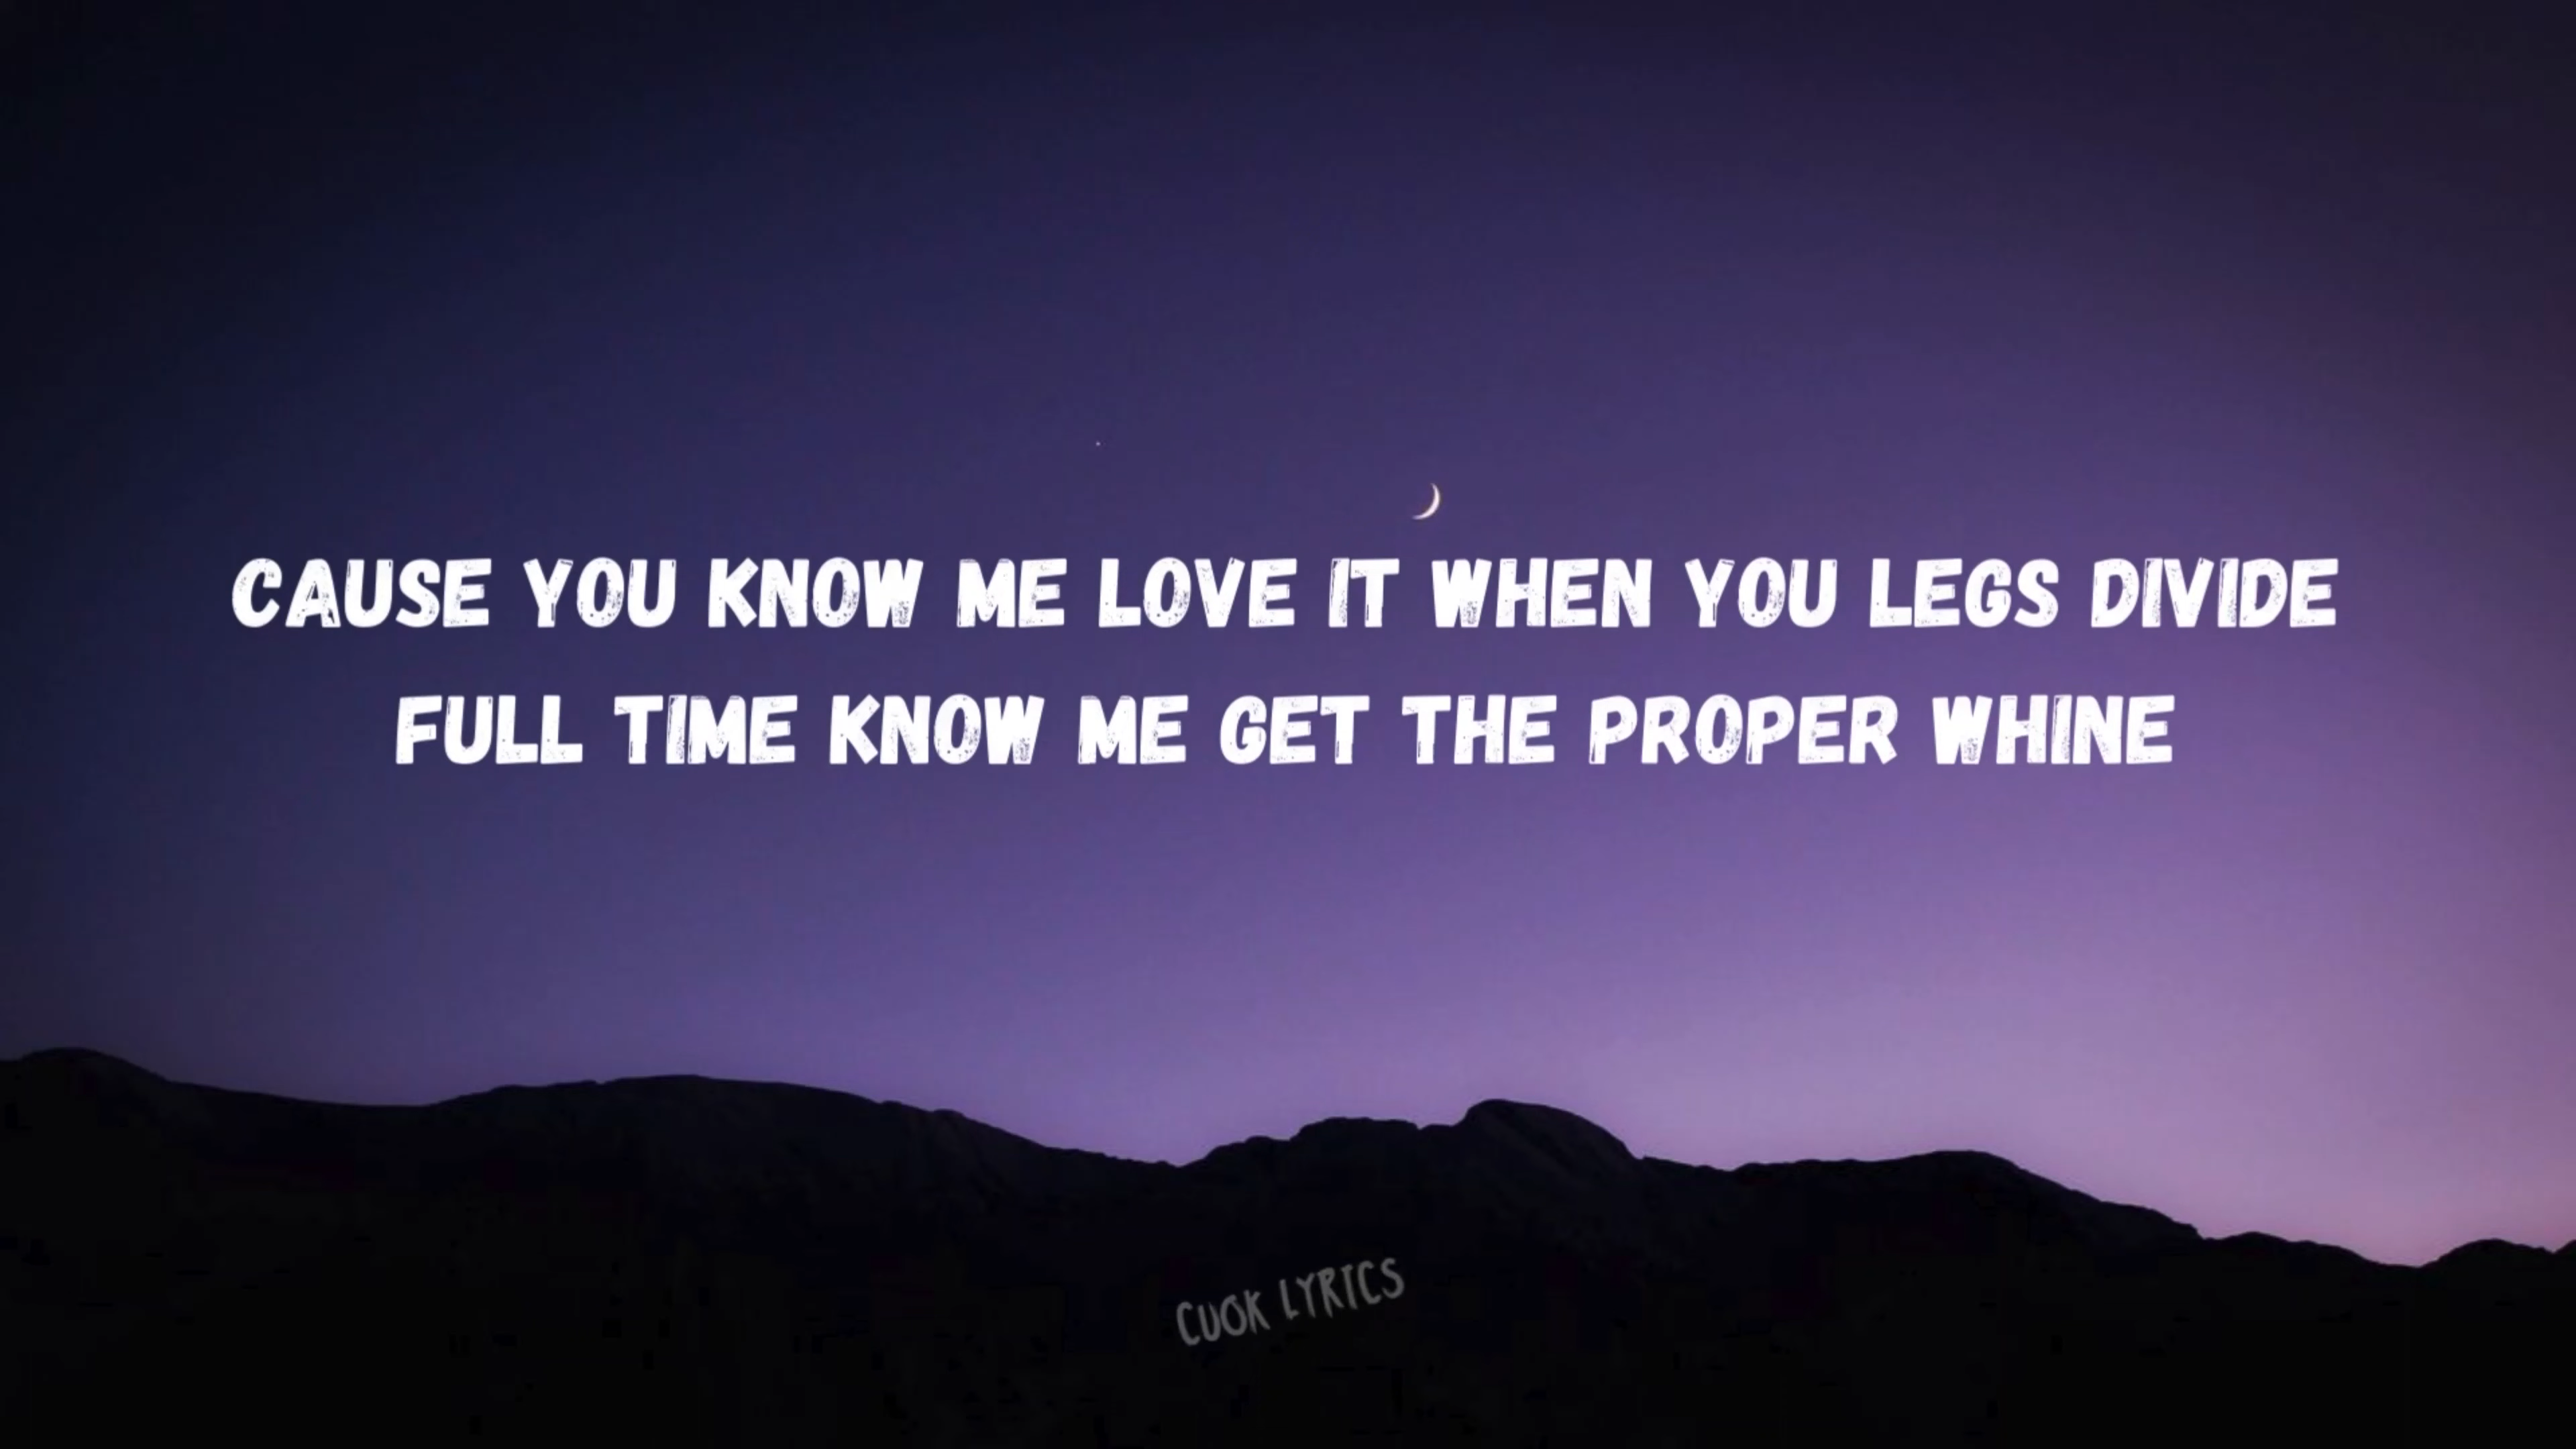 CAUSE YOU KNOW ME LOVE IT WHEN YOU LEGS DIVIDE
FULL TIME KNOW ME GET THE PROPER WHINE
CUOK LYRICS